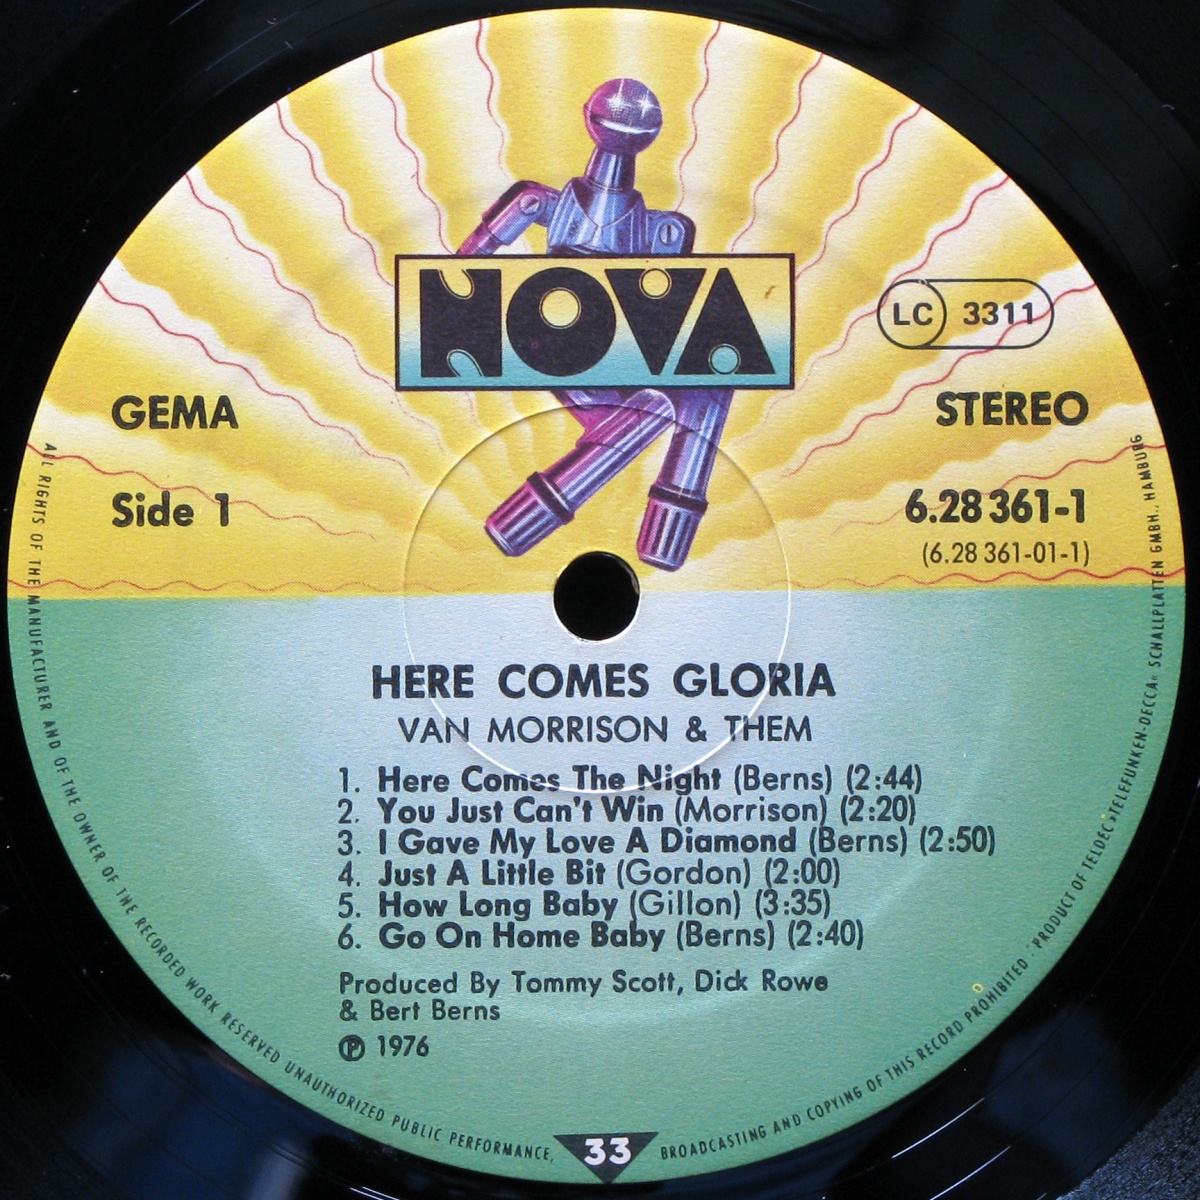 NOVA
LC 3311
GEMA
STEREO
Side 1
6.28 361-1
(6.28 361-01-1)
HERE COMES GLORIA
VAN MORRISON & THEM
1. Here Comes The Night (Berns) (2:44)
2. You Just Can't Win (Morrison) (2:20)
3. I Gave My Love A Diamond (Berns) (2:50)
4. Just A Little Bit (Gordon) (2:00)
5. How Long Baby (Gillon) (3:35)
6. Go On Home Baby (Berns) (2:40)
Produced By Tommy Scott, Dick Rowe
& Bert Berns
℗ 1976
ALL RIGHTS OF THE MANUFACTURER AND OF THE OWNER OF THE RECORDED WORK RESERVED UNAUTHORIZED PUBLIC PERFORMANCE, BROADCASTING AND COPYING OF THIS RECORD PROHIBITED · PRODUCT OF TELDEC »TELEFUNKEN-DECCA« SCHALLPLATTEN GMBH., HAMBURG
33